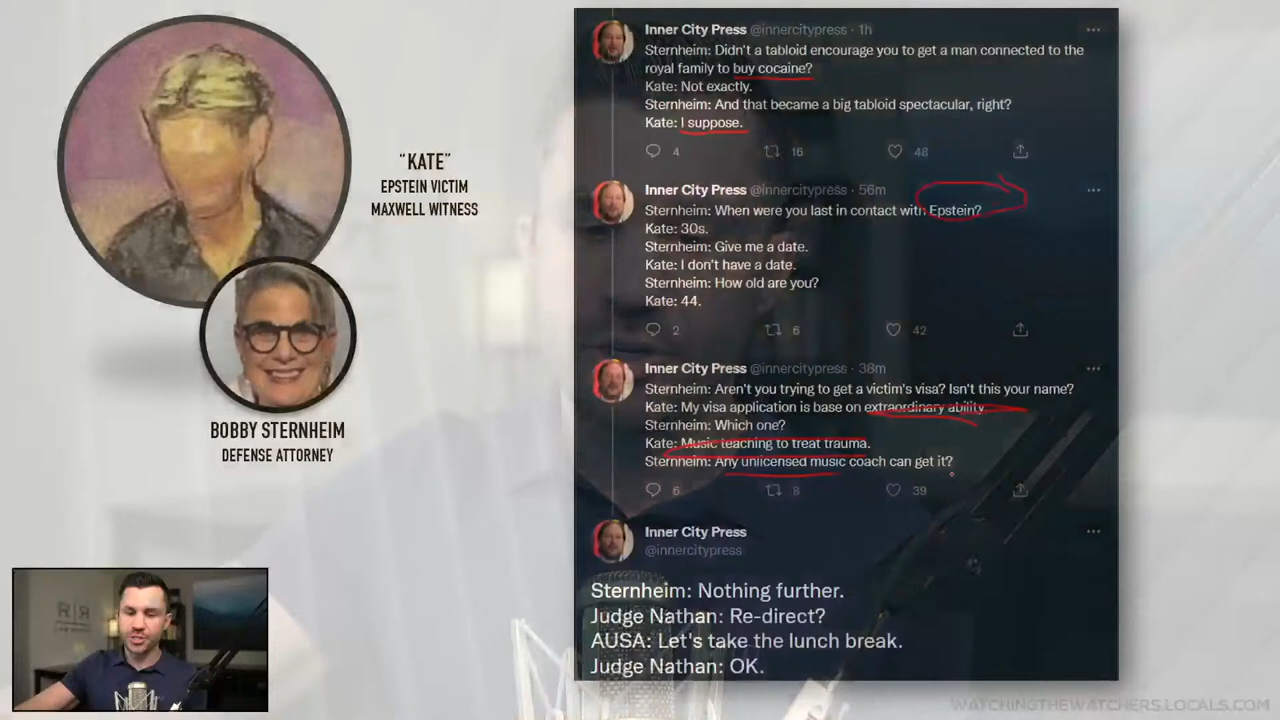 “KATE”
EPSTEIN VICTIM
MAXWELL WITNESS
BOBBY STERNHEIM
DEFENSE ATTORNEY
Inner City Press @innercitypress · 1h
Sternheim: Didn't a tabloid encourage you to get a man connected to the
royal family to buy cocaine?
Kate: Not exactly.
Sternheim: And that became a big tabloid spectacular, right?
Kate: I suppose.
4 16 48
Inner City Press @innercitypress · 56m
Sternheim: When were you last in contact with Epstein?
Kate: 30s.
Sternheim: Give me a date.
Kate: I don't have a date.
Sternheim: How old are you?
Kate: 44.
2 6 42
Inner City Press @innercitypress · 38m
Sternheim: Aren't you trying to get a victim's visa? Isn't this your name?
Kate: My visa application is base on extraordinary ability.
Sternheim: Which one?
Kate: Music teaching to treat trauma.
Sternheim: Any unlicensed music coach can get it?
6 8 39
Inner City Press
@innercitypress
Sternheim: Nothing further.
Judge Nathan: Re-direct?
AUSA: Let's take the lunch break.
Judge Nathan: OK.
R|R
WATCHINGTHEWATCHERS.LOCALS.COM